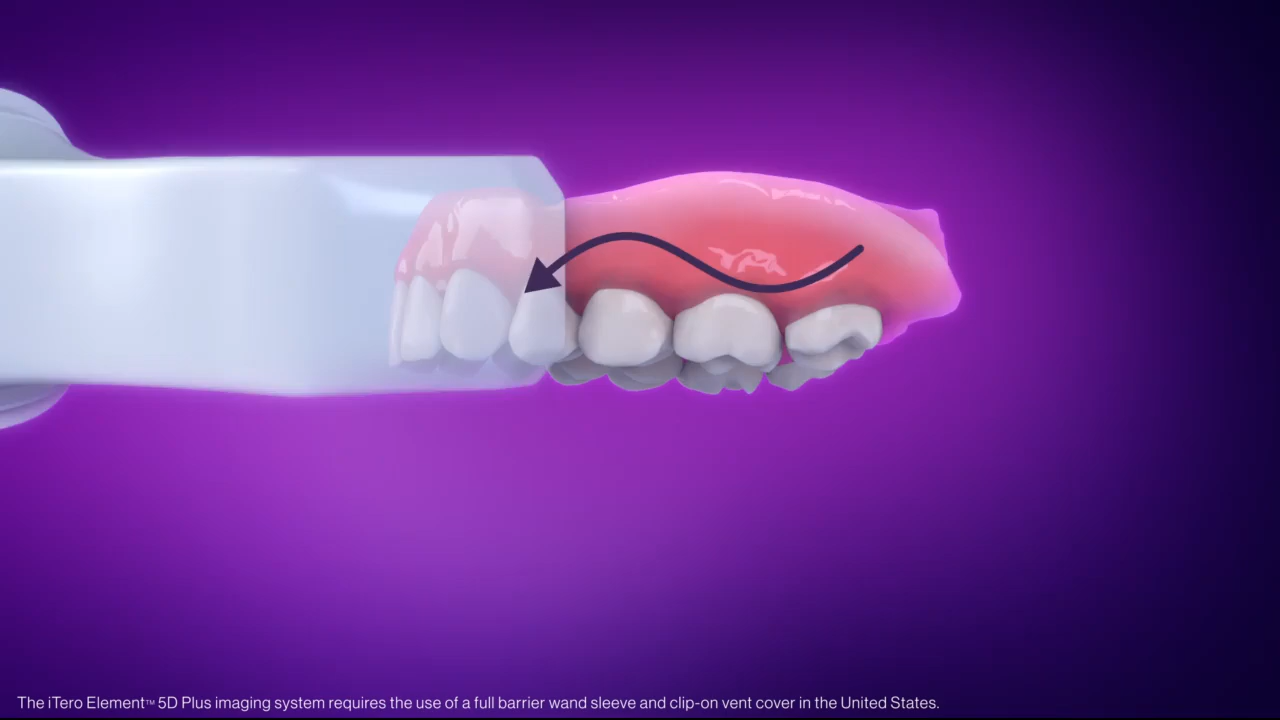 The iTero Element™ 5D Plus imaging system requires the use of a full barrier wand sleeve and clip-on vent cover in the United States.